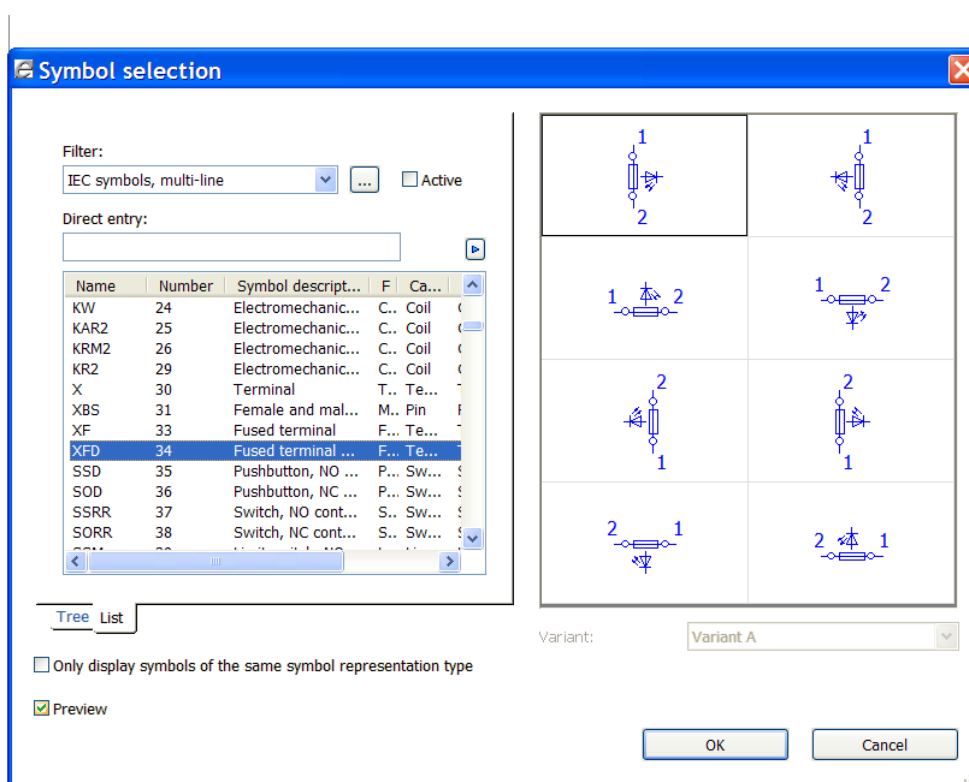 Symbol selection
Filter:
IEC symbols, multi-line
...
Active
Direct entry:
Name Number Symbol descript... F Ca...
KW 24 Electromechanic... C.. Coil
KAR2 25 Electromechanic... C.. Coil
KRM2 26 Electromechanic... C.. Coil
KR2 29 Electromechanic... C.. Coil
X 30 Terminal T.. Te...
XBS 31 Female and mal... M.. Pin
XF 33 Fused terminal F... Te...
XFD 34 Fused terminal ... F... Te...
SSD 35 Pushbutton, NO ... P... Sw...
SOD 36 Pushbutton, NC ... P... Sw...
SSRR 37 Switch, NO cont... S.. Sw...
SORR 38 Switch, NC cont... S.. Sw...
Tree List
Only display symbols of the same symbol representation type
Preview
1 1
2 2
1 2 1 2
2 2
1 1
2 1 2 1
Variant: Variant A
OK Cancel